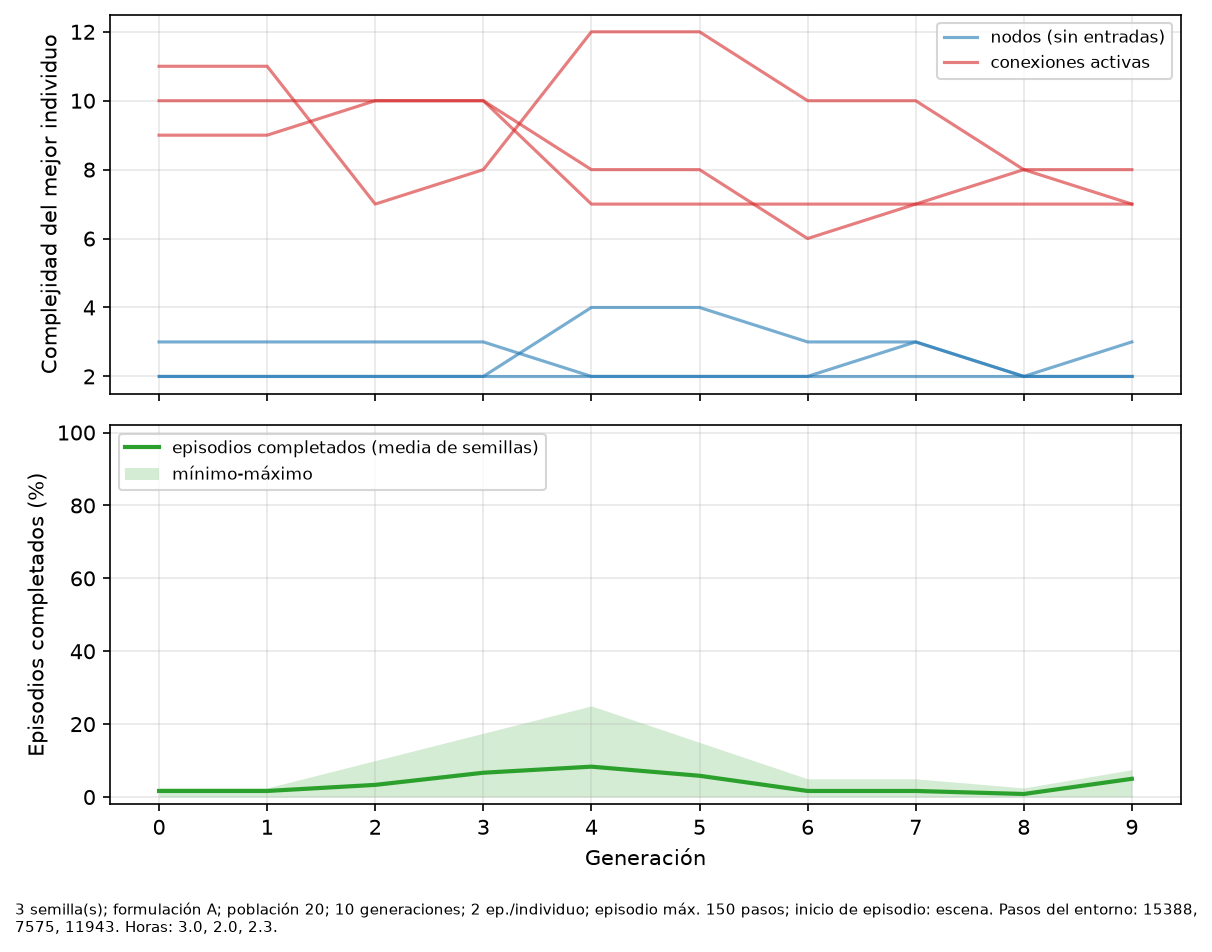 12
10
8
6
4
2
Complejidad del mejor individuo
nodos (sin entradas)
conexiones activas
100
80
60
40
20
0
Episodios completados (%)
episodios completados (media de semillas)
mínimo-máximo
0 1 2 3 4 5 6 7 8 9
Generación
3 semilla(s); formulación A; población 20; 10 generaciones; 2 ep./individuo; episodio máx. 150 pasos; inicio de episodio: escena. Pasos del entorno: 15388,
7575, 11943. Horas: 3.0, 2.0, 2.3.